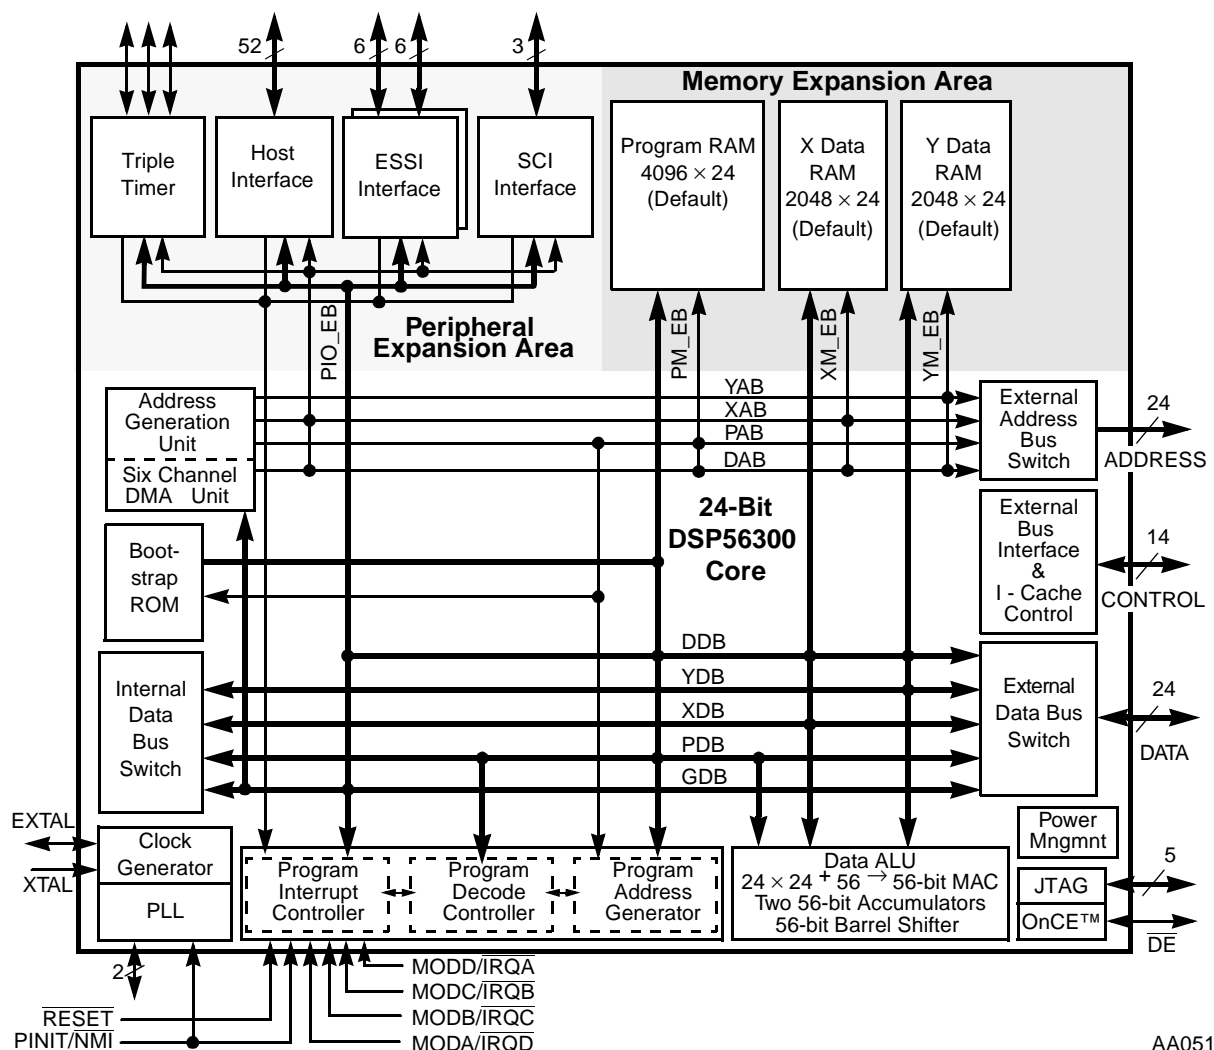 52
6
6
3
Memory Expansion Area
Triple
Timer
Host
Interface
ESSI
Interface
SCI
Interface
Program RAM
4096 × 24
(Default)
X Data
RAM
2048 × 24
(Default)
Y Data
RAM
2048 × 24
(Default)
Peripheral
Expansion Area
PIO_EB
PM_EB
XM_EB
YM_EB
Address
Generation
Unit
Six Channel
DMA Unit
YAB
XAB
PAB
DAB
External
Address
Bus
Switch
24
ADDRESS
24-Bit
DSP56300
Core
Boot-
strap
ROM
External
Bus
Interface
&
I - Cache
Control
14
CONTROL
Internal
Data
Bus
Switch
DDB
YDB
XDB
PDB
GDB
External
Data Bus
Switch
24
DATA
EXTAL
XTAL
Clock
Generator
PLL
2
Program
Interrupt
Controller
Program
Decode
Controller
Program
Address
Generator
Data ALU
24 × 24 + 56 → 56-bit MAC
Two 56-bit Accumulators
56-bit Barrel Shifter
Power
Mngmnt
JTAG
OnCE™
5
DE
MODD/IRQA
MODC/IRQB
MODB/IRQC
MODA/IRQD
RESET
PINIT/NMI
AA051